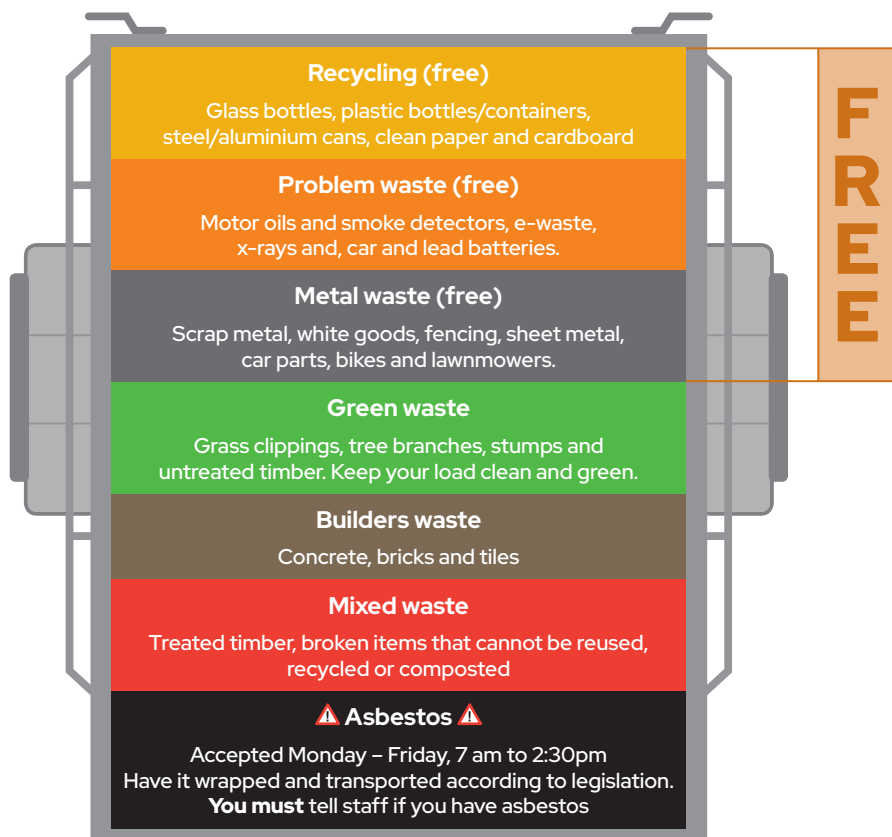 Recycling (free)
Glass bottles, plastic bottles/containers,
steel/aluminium cans, clean paper and cardboard
Problem waste (free)
Motor oils and smoke detectors, e-waste,
x-rays and, car and lead batteries.
Metal waste (free)
Scrap metal, white goods, fencing, sheet metal,
car parts, bikes and lawnmowers.
FREE
Green waste
Grass clippings, tree branches, stumps and
untreated timber. Keep your load clean and green.
Builders waste
Concrete, bricks and tiles
Mixed waste
Treated timber, broken items that cannot be reused,
recycled or composted
Asbestos
Accepted Monday – Friday, 7 am to 2:30pm
Have it wrapped and transported according to legislation.
You must tell staff if you have asbestos